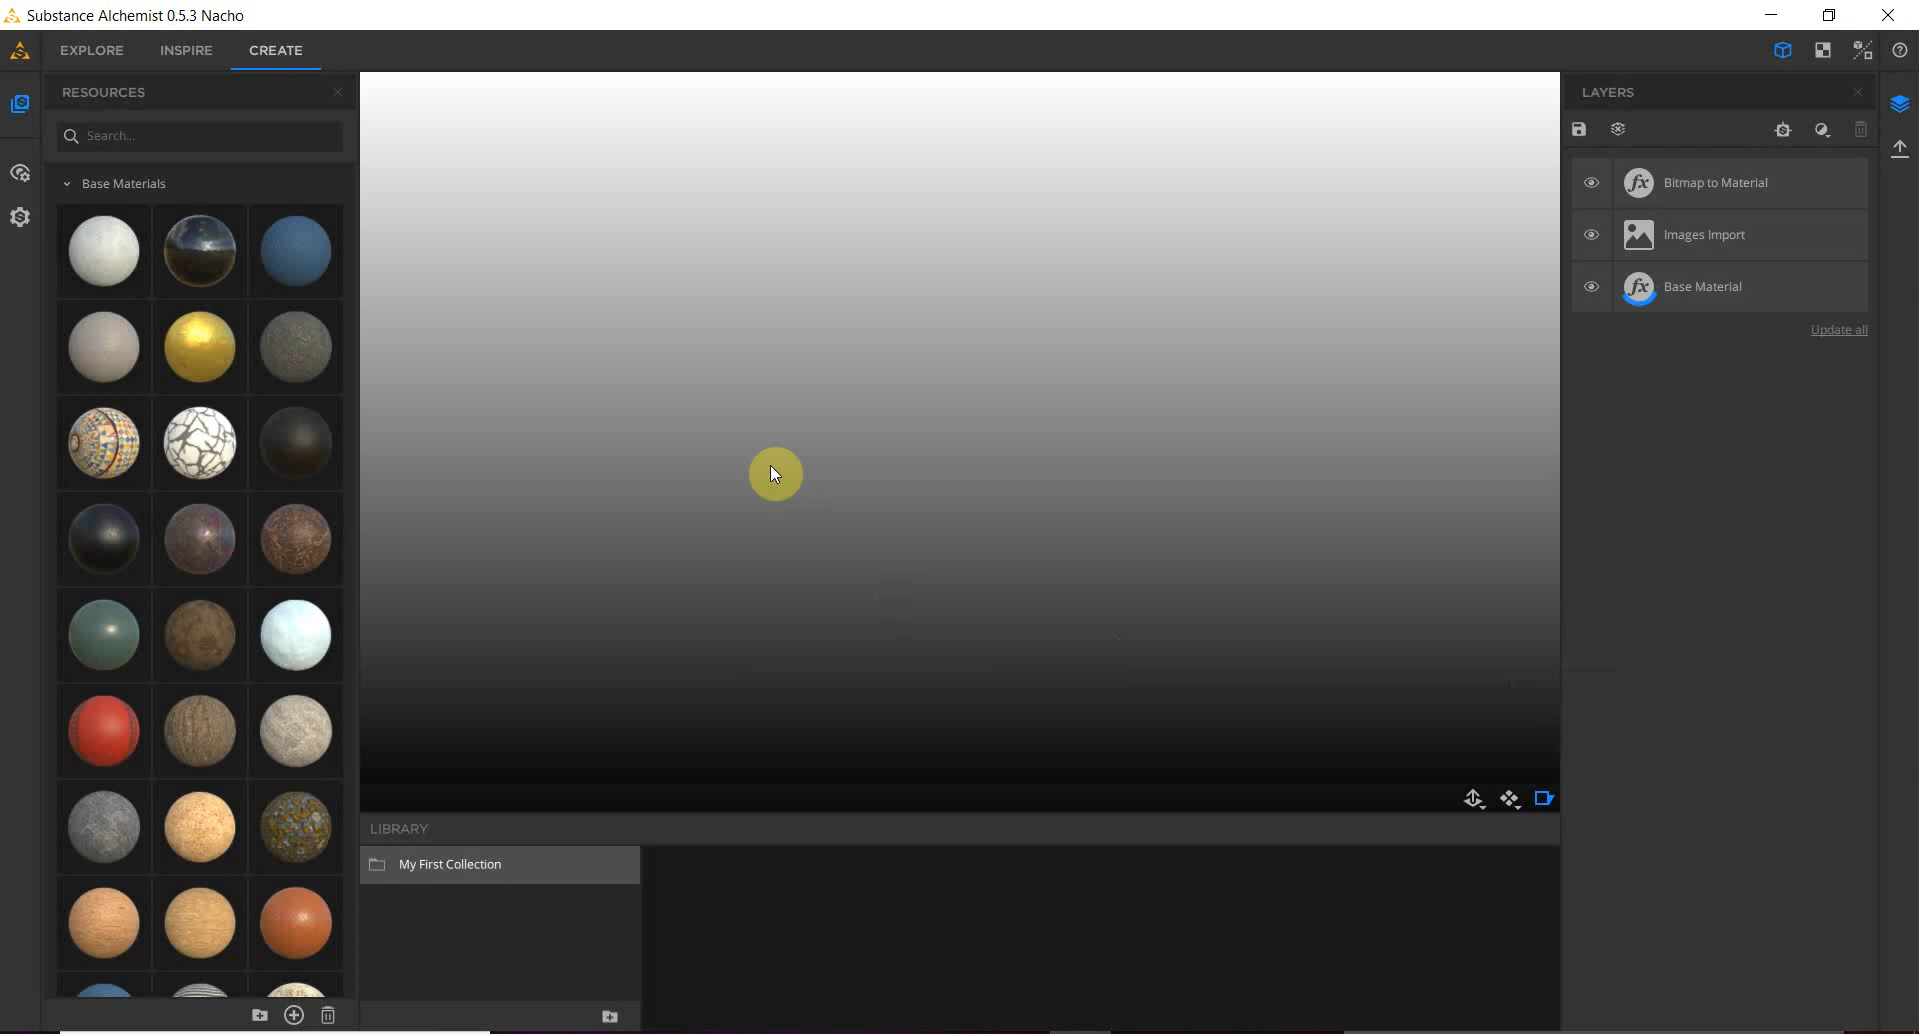 Substance Alchemist 0.5.3 Nacho
EXPLORE INSPIRE CREATE
RESOURCES
Search...
Base Materials
LIBRARY
My First Collection
LAYERS
Bitmap to Material
Images Import
Base Material
Update all